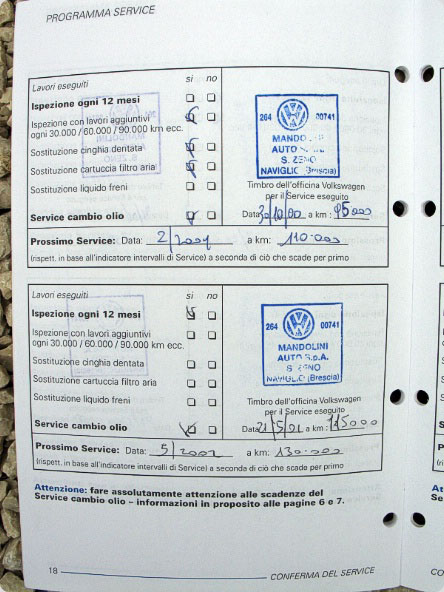 PROGRAMMA SERVICE
Lavori eseguiti si no
Ispezione ogni 12 mesi
Ispezione con lavori aggiuntivi
ogni 30.000 / 60.000 / 90.000 km ecc.
Sostituzione cinghia dentata
Sostituzione cartuccia filtro aria
Sostituzione liquido freni
Service cambio olio
264 00741
MANDOLINI
AUTO S.p.A.
S. ZENO
NAVIGLIO (Brescia)
Timbro dell'officina Volkswagen
per il Service eseguito
Data: 30/10/00 a km: 95000
Prossimo Service: Data: 2/2001 a km: 110.000
(rispett. in base all'indicatore intervalli di Service) a seconda di ciò che scade per primo
Lavori eseguiti si no
Ispezione ogni 12 mesi
Ispezione con lavori aggiuntivi
ogni 30.000 / 60.000 / 90.000 km ecc.
Sostituzione cinghia dentata
Sostituzione cartuccia filtro aria
Sostituzione liquido freni
Service cambio olio
264 00741
MANDOLINI
AUTO S.p.A.
S. ZENO
NAVIGLIO (Brescia)
Timbro dell'officina Volkswagen
per il Service eseguito
Data: 21/5/01 a km: 115000
Prossimo Service: Data: 5/2002 a km: 130.000
(rispett. in base all'indicatore intervalli di Service) a seconda di ciò che scade per primo
Attenzione: fare assolutamente attenzione alle scadenze del
Service cambio olio – informazioni in proposito alle pagine 6 e 7.
18 CONFERMA DEL SERVICE